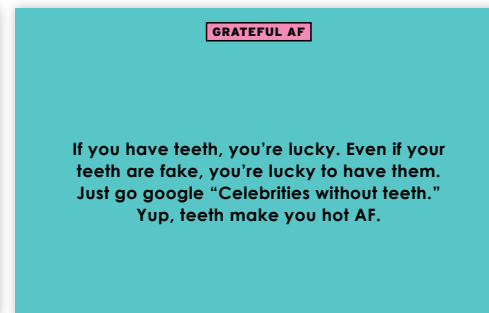 GRATEFUL AF
If you have teeth, you’re lucky. Even if your
teeth are fake, you’re lucky to have them.
Just go google “Celebrities without teeth.”
Yup, teeth make you hot AF.